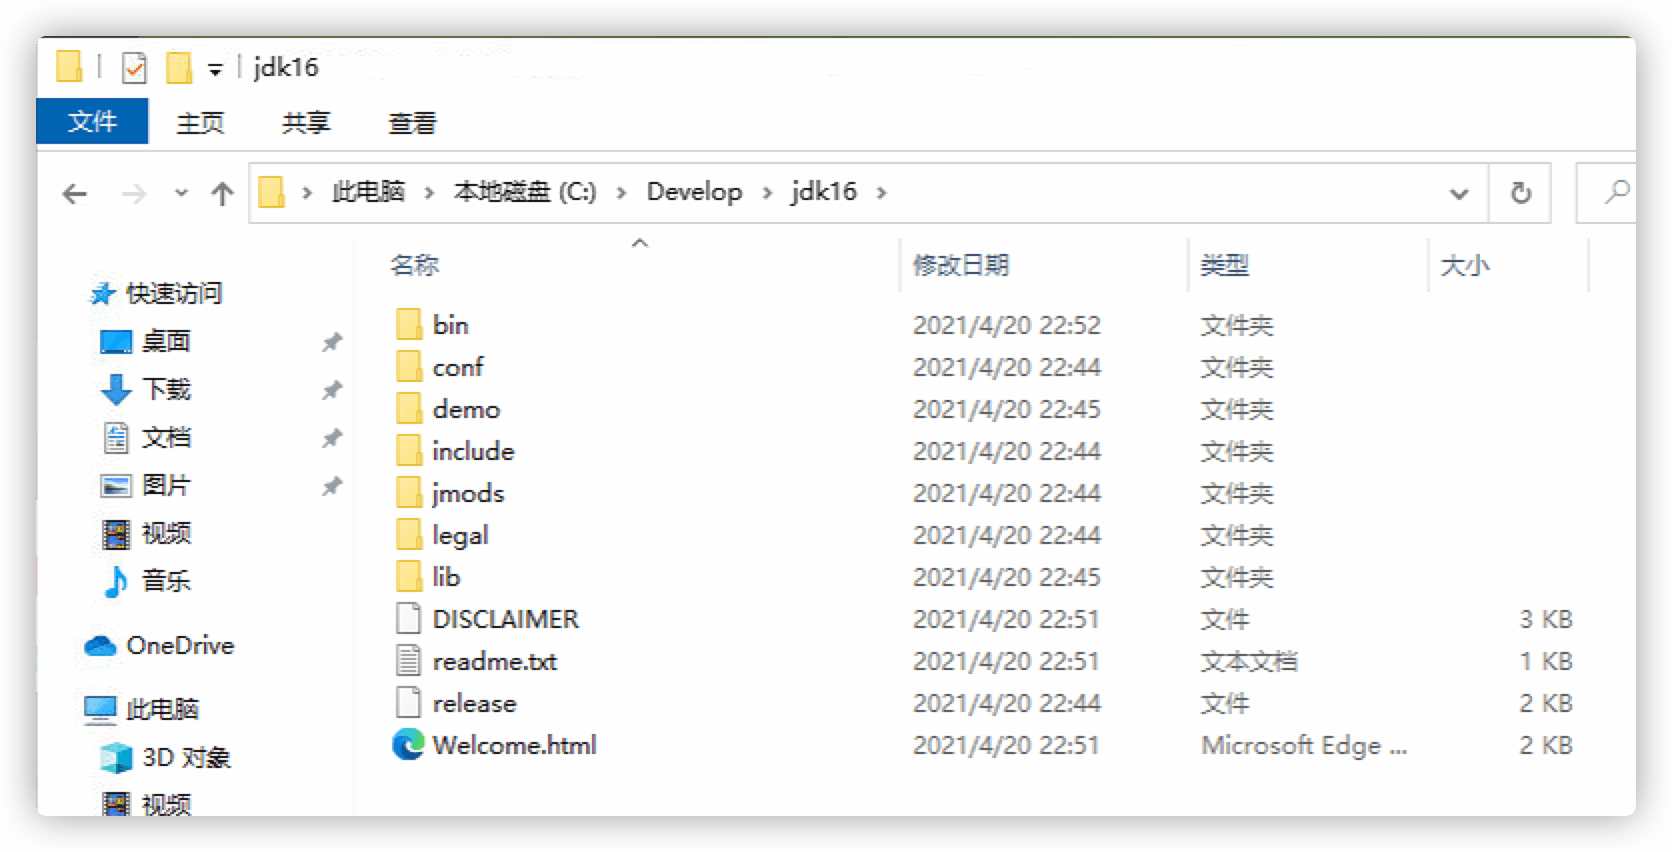 jdk16
文件 主页 共享 查看
此电脑 › 本地磁盘 (C:) › Develop › jdk16 ›
名称 修改日期 类型 大小
快速访问
桌面
下载
文档
图片
视频
音乐
OneDrive
此电脑
3D 对象
视频
bin 2021/4/20 22:52 文件夹
conf 2021/4/20 22:44 文件夹
demo 2021/4/20 22:45 文件夹
include 2021/4/20 22:44 文件夹
jmods 2021/4/20 22:44 文件夹
legal 2021/4/20 22:44 文件夹
lib 2021/4/20 22:45 文件夹
DISCLAIMER 2021/4/20 22:51 文件 3 KB
readme.txt 2021/4/20 22:51 文本文档 1 KB
release 2021/4/20 22:44 文件 2 KB
Welcome.html 2021/4/20 22:51 Microsoft Edge ... 2 KB